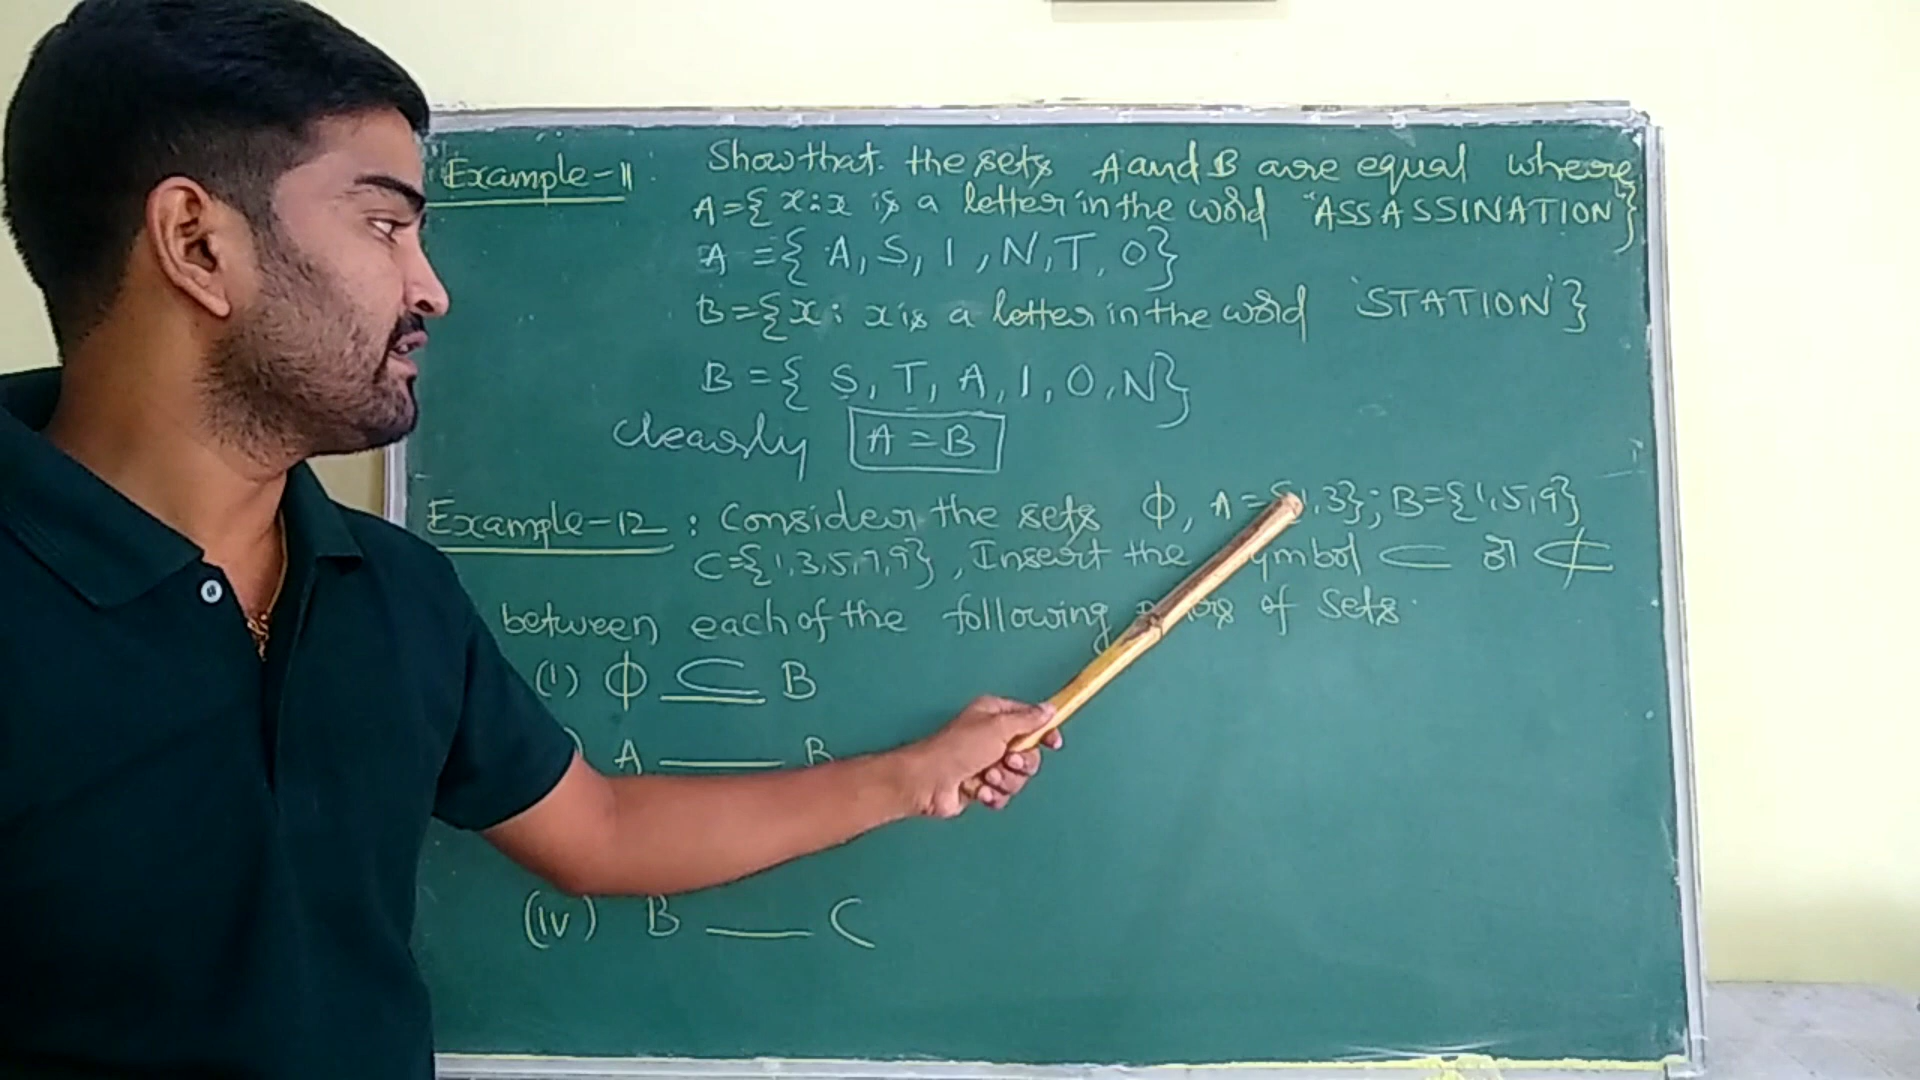 Example-11 Show that the sets A and B are equal where
A={x:x is a letter in the word "ASSASSINATION"}
A={A,S,I,N,T,O}
B={x: x is a letter in the word 'STATION'}
B={S,T,A,I,O,N}
Clearly A=B
Example-12: Consider the sets ϕ, A={1,3}; B={1,5,9}
C={1,3,5,7,9}, Insert the symbol ⊂ or ⊄
between each of the following of sets.
(i) ϕ ⊂ B
A ___ B
(iv) B ___ C